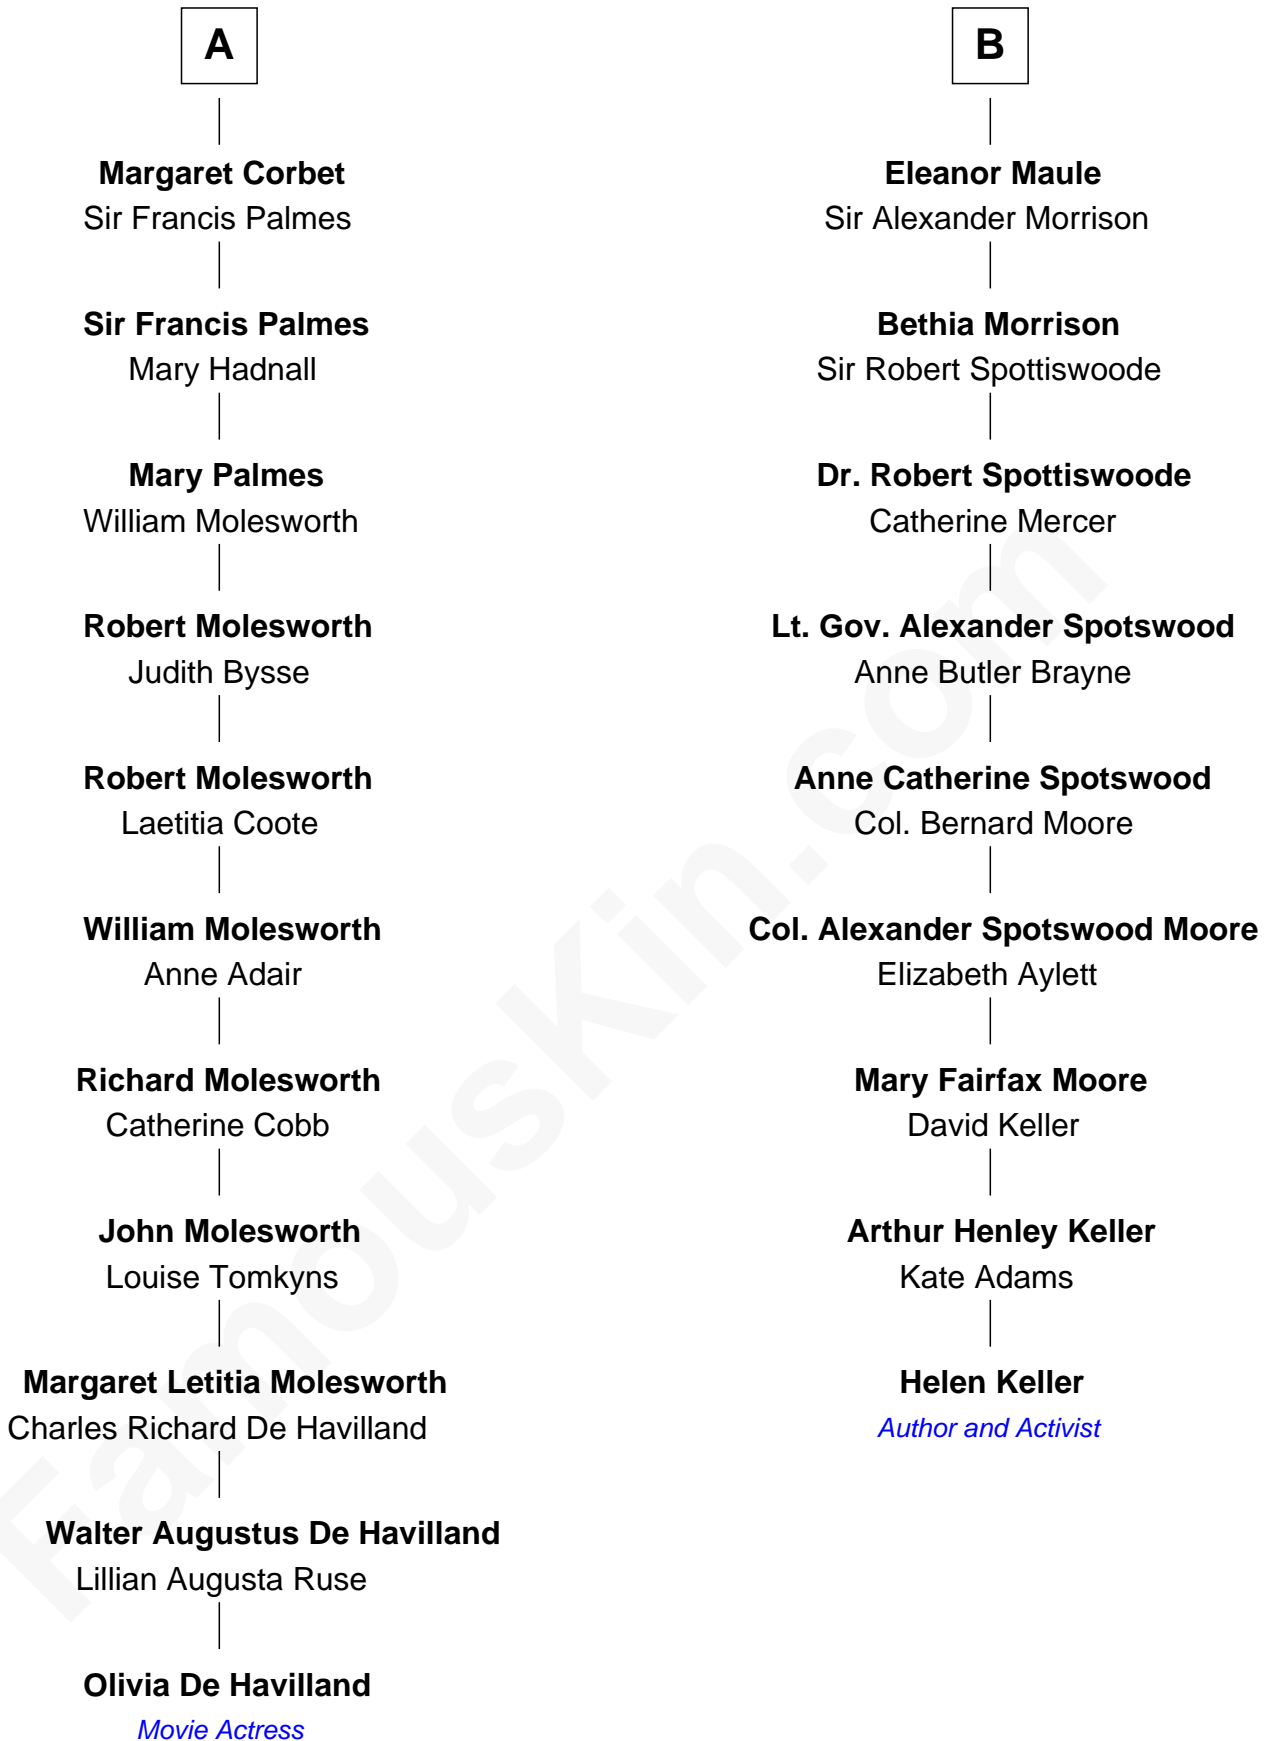 A
Margaret Corbet
Sir Francis Palmes
Sir Francis Palmes
Mary Hadnall
Mary Palmes
William Molesworth
Robert Molesworth
Judith Bysse
Robert Molesworth
Laetitia Coote
William Molesworth
Anne Adair
Richard Molesworth
Catherine Cobb
John Molesworth
Louise Tomkyns
Margaret Letitia Molesworth
Charles Richard De Havilland
Walter Augustus De Havilland
Lillian Augusta Ruse
Olivia De Havilland
Movie Actress
B
Eleanor Maule
Sir Alexander Morrison
Bethia Morrison
Sir Robert Spottiswoode
Dr. Robert Spottiswoode
Catherine Mercer
Lt. Gov. Alexander Spotswood
Anne Butler Brayne
Anne Catherine Spotswood
Col. Bernard Moore
Col. Alexander Spotswood Moore
Elizabeth Aylett
Mary Fairfax Moore
David Keller
Arthur Henley Keller
Kate Adams
Helen Keller
Author and Activist
FamousKin.com